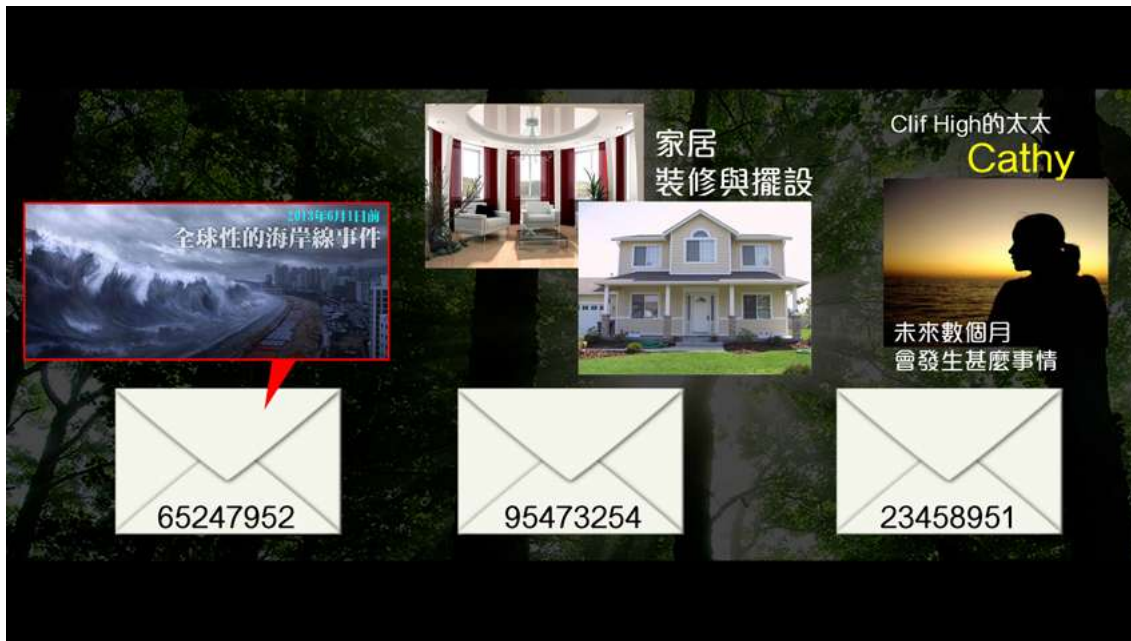 2013年6月1日前
全球性的海岸線事件
家居
裝修與擺設
Clif High的太太
Cathy
未來數個月
會發生甚麼事情
65247952
95473254
23458951